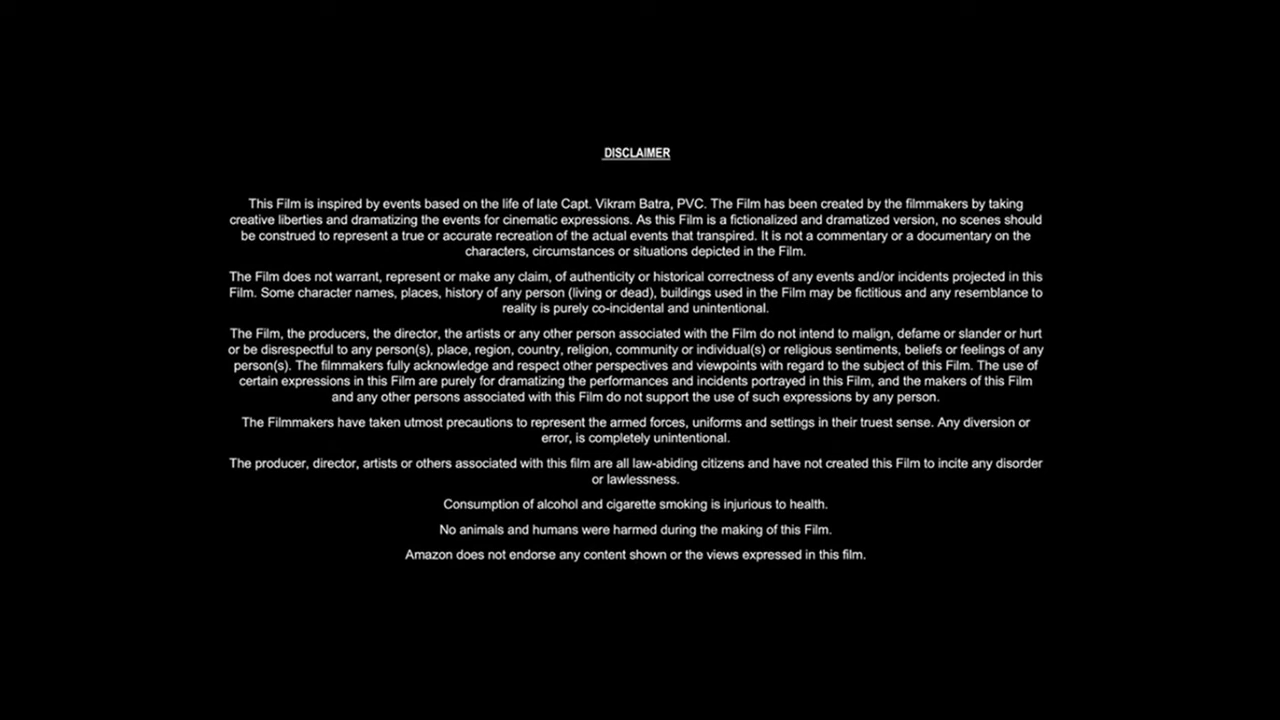 DISCLAIMER
This Film is inspired by events based on the life of late Capt. Vikram Batra, PVC. The Film has been created by the filmmakers by taking
creative liberties and dramatizing the events for cinematic expressions. As this Film is a fictionalized and dramatized version, no scenes should
be construed to represent a true or accurate recreation of the actual events that transpired. It is not a commentary or a documentary on the
characters, circumstances or situations depicted in the Film.
The Film does not warrant, represent or make any claim, of authenticity or historical correctness of any events and/or incidents projected in this
Film. Some character names, places, history of any person (living or dead), buildings used in the Film may be fictitious and any resemblance to
reality is purely co-incidental and unintentional.
The Film, the producers, the director, the artists or any other person associated with the Film do not intend to malign, defame or slander or hurt
or be disrespectful to any person(s), place, region, country, religion, community or individual(s) or religious sentiments, beliefs or feelings of any
person(s). The filmmakers fully acknowledge and respect other perspectives and viewpoints with regard to the subject of this Film. The use of
certain expressions in this Film are purely for dramatizing the performances and incidents portrayed in this Film, and the makers of this Film
and any other persons associated with this Film do not support the use of such expressions by any person.
The Filmmakers have taken utmost precautions to represent the armed forces, uniforms and settings in their truest sense. Any diversion or
error, is completely unintentional.
The producer, director, artists or others associated with this film are all law-abiding citizens and have not created this Film to incite any disorder
or lawlessness.
Consumption of alcohol and cigarette smoking is injurious to health.
No animals and humans were harmed during the making of this Film.
Amazon does not endorse any content shown or the views expressed in this film.